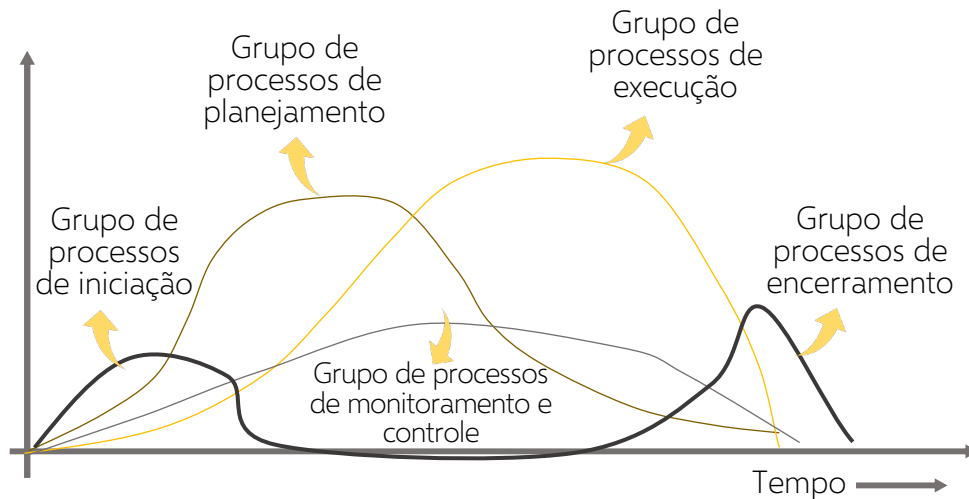 Grupo de
processos de
planejamento
Grupo de
processos de
execução
Grupo de
processos
de iniciação
Grupo de
processos de
encerramento
Grupo de processos
de monitoramento e
controle
Tempo